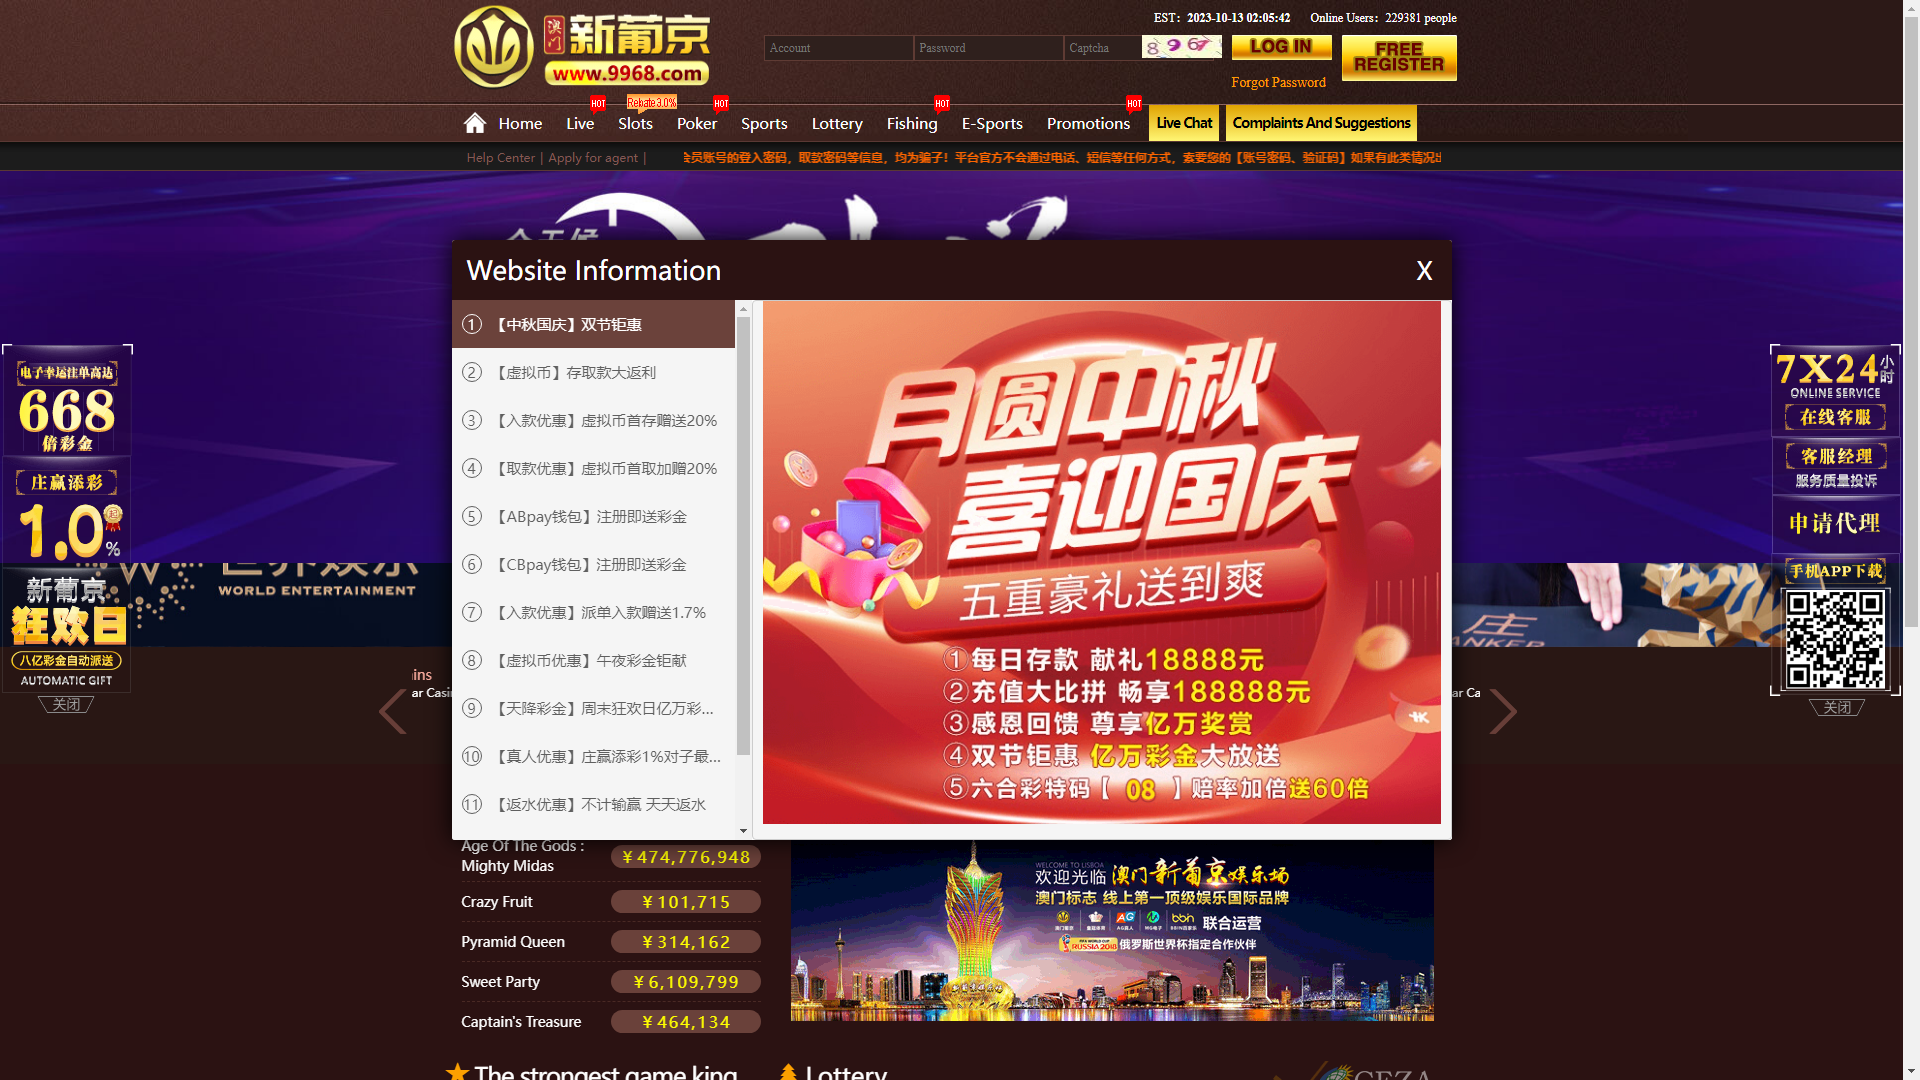 澳门 新葡京
www.9968.com
EST：2023-10-13 02:05:42
Online Users：229381 people
Account
Password
Captcha
8967
LOG IN
FREE REGISTER
Forgot Password
Home
Live
HOT
Slots
Rebate 3.0%
Poker
HOT
Sports
Lottery
Fishing
HOT
E-Sports
Promotions
HOT
Live Chat
Complaints And Suggestions
Help Center |
Apply for agent |
会员账号的登入密码，取款密码等信息，均为骗子！平台官方不会通过电话、短信等任何方式，索要您的【账号密码、验证码】如果有此类情况出
Website Information
X
1 【中秋国庆】双节钜惠
2 【虚拟币】存取款大返利
3 【入款优惠】虚拟币首存赠送20%
4 【取款优惠】虚拟币首取加赠20%
5 【ABpay钱包】注册即送彩金
6 【CBpay钱包】注册即送彩金
7 【入款优惠】派单入款赠送1.7%
8 【虚拟币优惠】午夜彩金钜献
9 【天降彩金】周末狂欢日亿万彩...
10 【真人优惠】庄赢添彩1%对子最...
11 【返水优惠】不计输赢 天天返水
月圆中秋
喜迎国庆
五重豪礼送到爽
①每日存款 献礼18888元
②充值大比拼 畅享188888元
③感恩回馈 尊享亿万奖赏
④双节钜惠 亿万彩金大放送
⑤六合彩特码【 08 】赔率加倍送60倍
电子幸运注单高达
668
倍彩金
庄赢添彩
1.0%
起
新葡京
狂欢日
八亿彩金自动派送
AUTOMATIC GIFT
关闭
世界娱乐
WORLD ENTERTAINMENT
7X24小时
ONLINE SERVICE
在线客服
客服经理
服务质量投诉
申请代理
手机APP下载
关闭
庄
ANKER
ins
ar Casi
ar Ca
Age Of The Gods :
Mighty Midas
¥ 474,776,948
Crazy Fruit
¥ 101,715
Pyramid Queen
¥ 314,162
Sweet Party
¥ 6,109,799
Captain's Treasure
¥ 464,134
WELCOME TO LISBOA
欢迎光临 澳门新葡京娱乐场
澳门标志 线上第一顶级娱乐国际品牌
AG bbin 联合运营
RUSSIA 2018 俄罗斯世界杯指定合作伙伴
The strongest game king
Lottery
CEZA